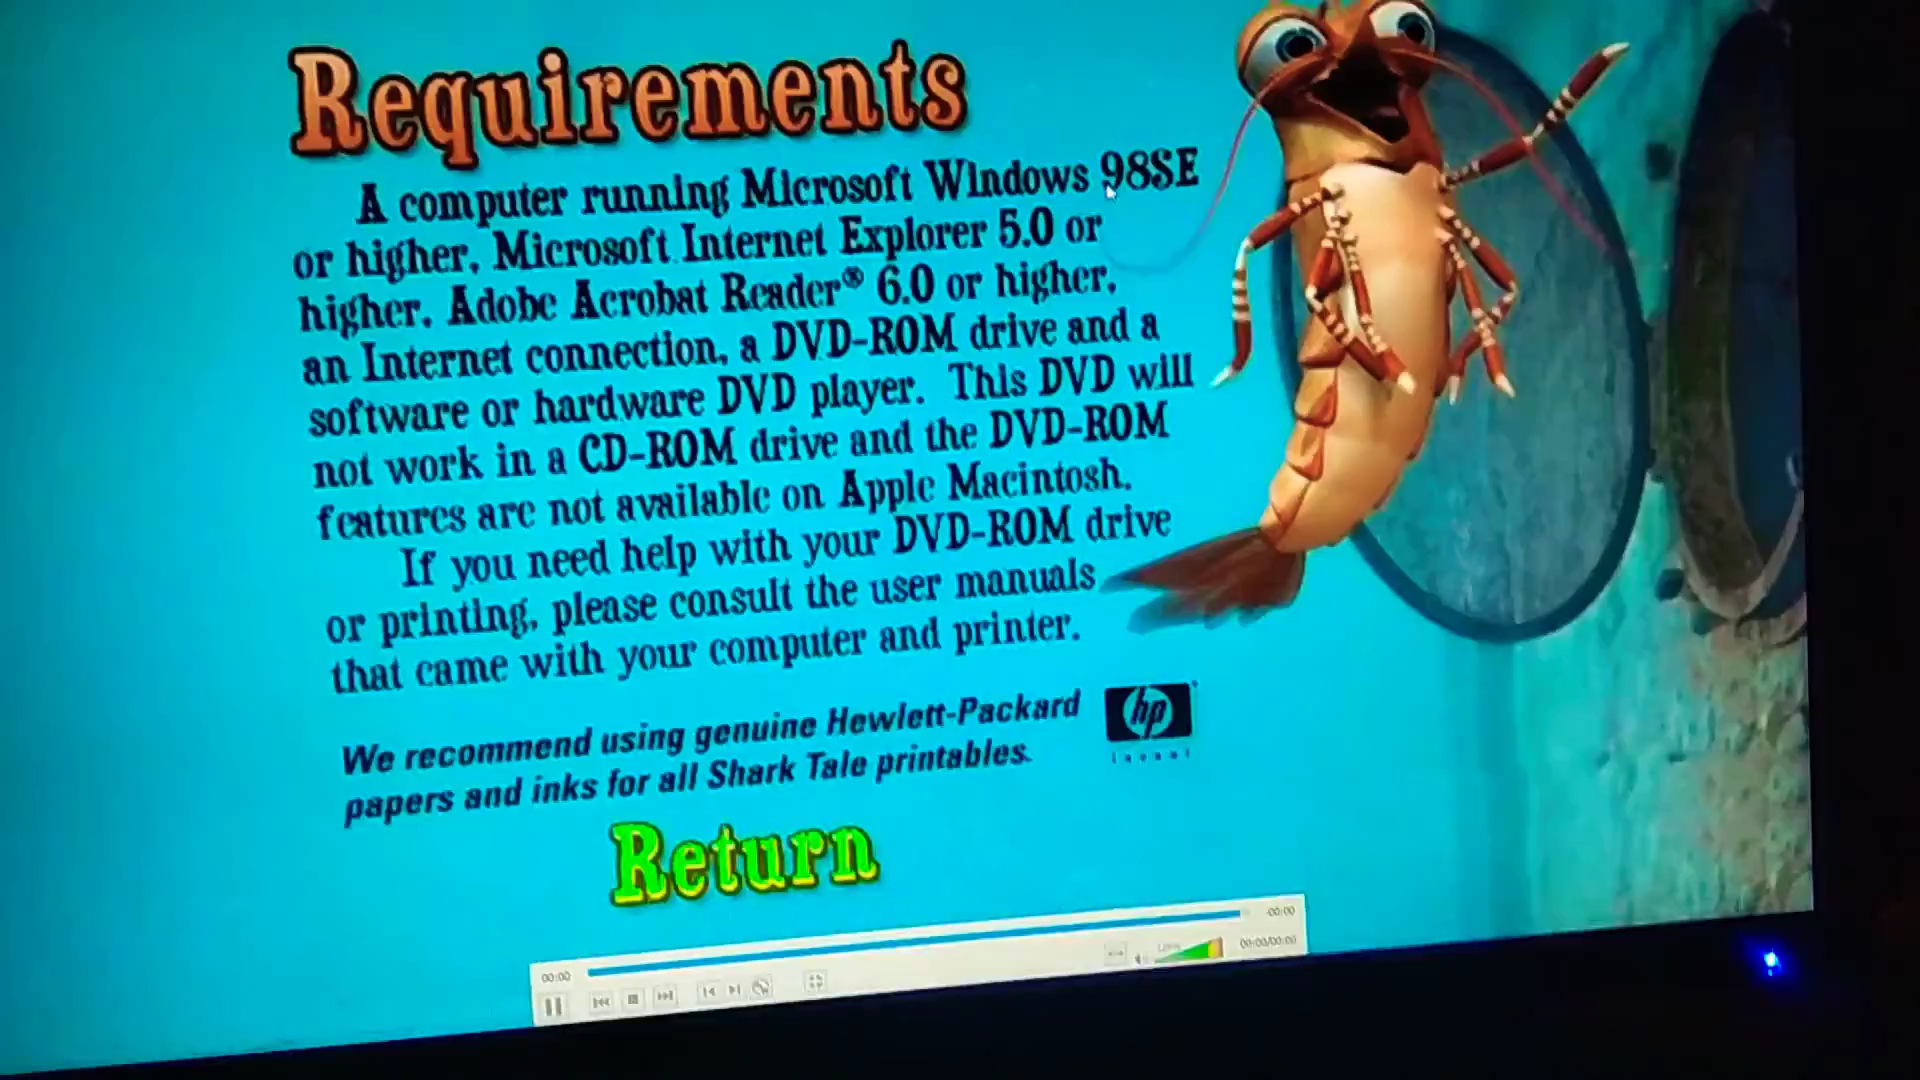 Requirements
A computer running Microsoft Windows 98SE
or higher, Microsoft Internet Explorer 5.0 or
higher, Adobe Acrobat Reader® 6.0 or higher,
an Internet connection, a DVD-ROM drive and a
software or hardware DVD player. This DVD will
not work in a CD-ROM drive and the DVD-ROM
features are not available on Apple Macintosh.
If you need help with your DVD-ROM drive
or printing, please consult the user manuals
that came with your computer and printer.
We recommend using genuine Hewlett-Packard
papers and inks for all Shark Tale printables.
hp
invent
Return
00:00
-00:00
00:00/00:00